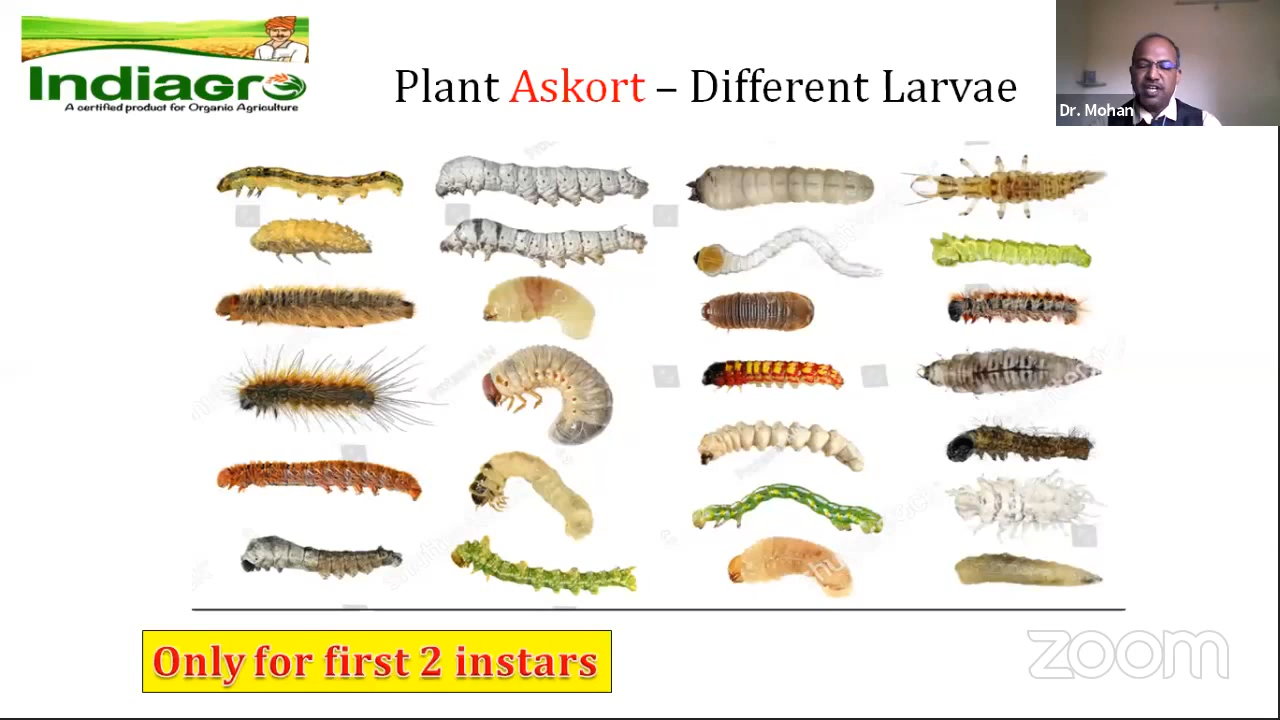 Indiagro
A certified product for Organic Agriculture
Plant Askort – Different Larvae
Dr. Mohan
Only for first 2 instars
zoom